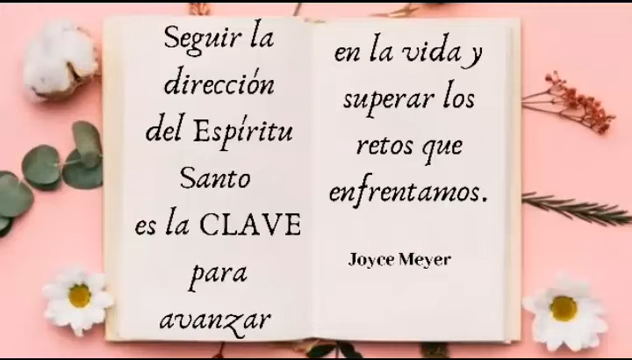 Seguir la
dirección
del Espíritu
Santo
es la CLAVE
para
avanzar
en la vida y
superar los
retos que
enfrentamos.
Joyce Meyer